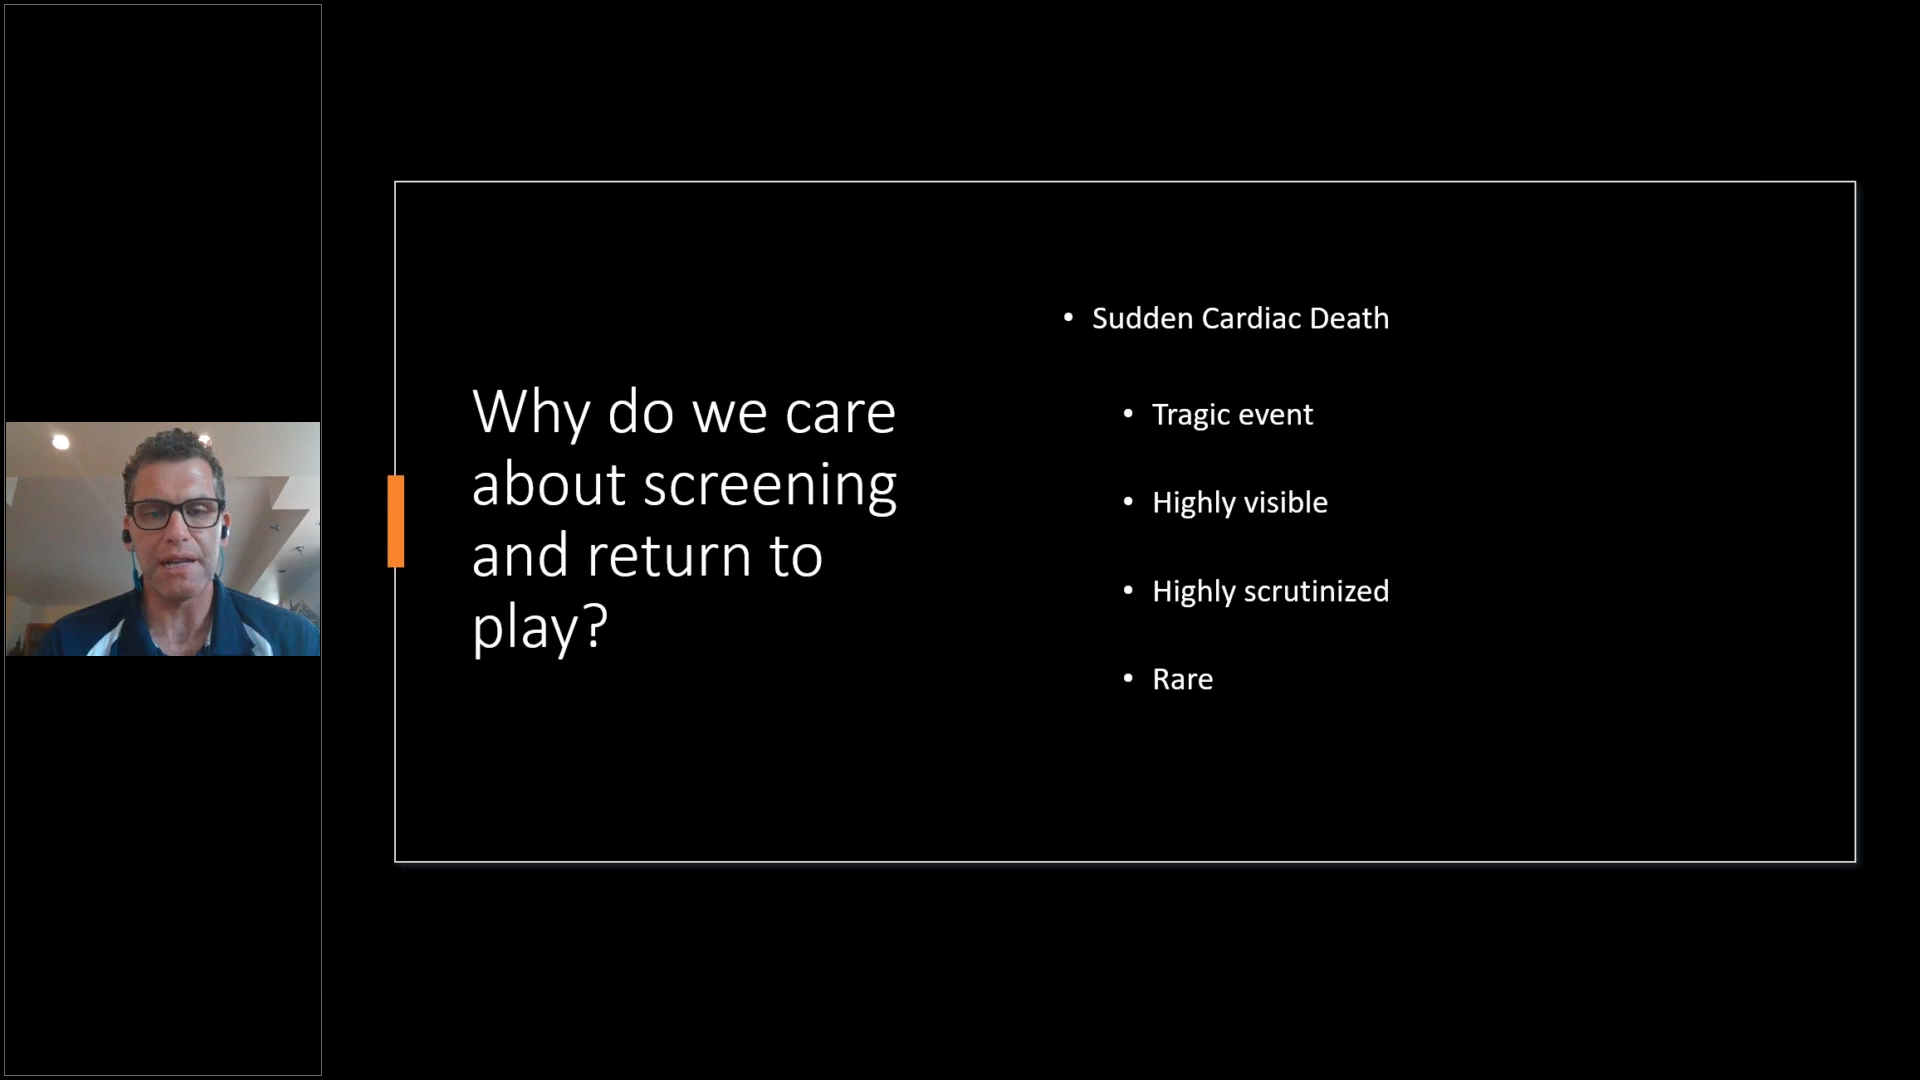 Why do we care
about screening
and return to
play?
• Sudden Cardiac Death
• Tragic event
• Highly visible
• Highly scrutinized
• Rare